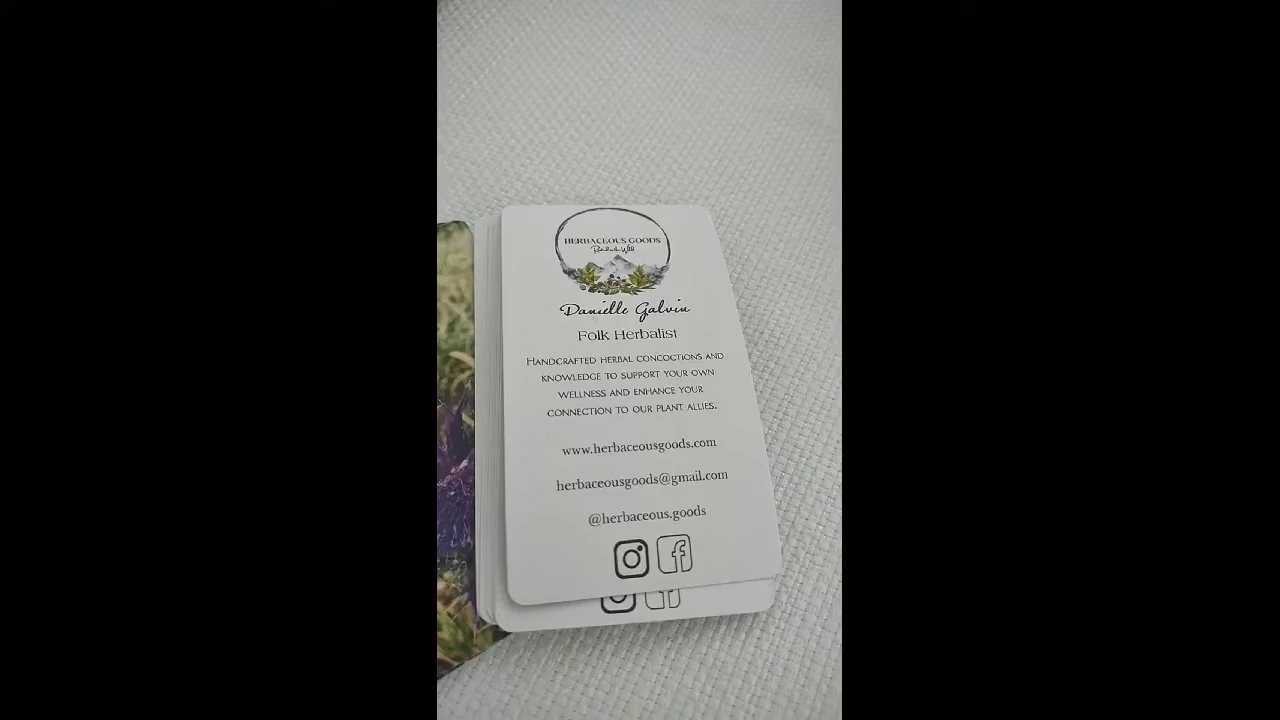 HERBACEOUS GOODS
Danielle Galvin
Folk Herbalist
HANDCRAFTED HERBAL CONCOCTIONS AND
KNOWLEDGE TO SUPPORT YOUR OWN
WELLNESS AND ENHANCE YOUR
CONNECTION TO OUR PLANT ALLIES.
www.herbaceousgoods.com
herbaceousgoods@gmail.com
@herbaceous.goods